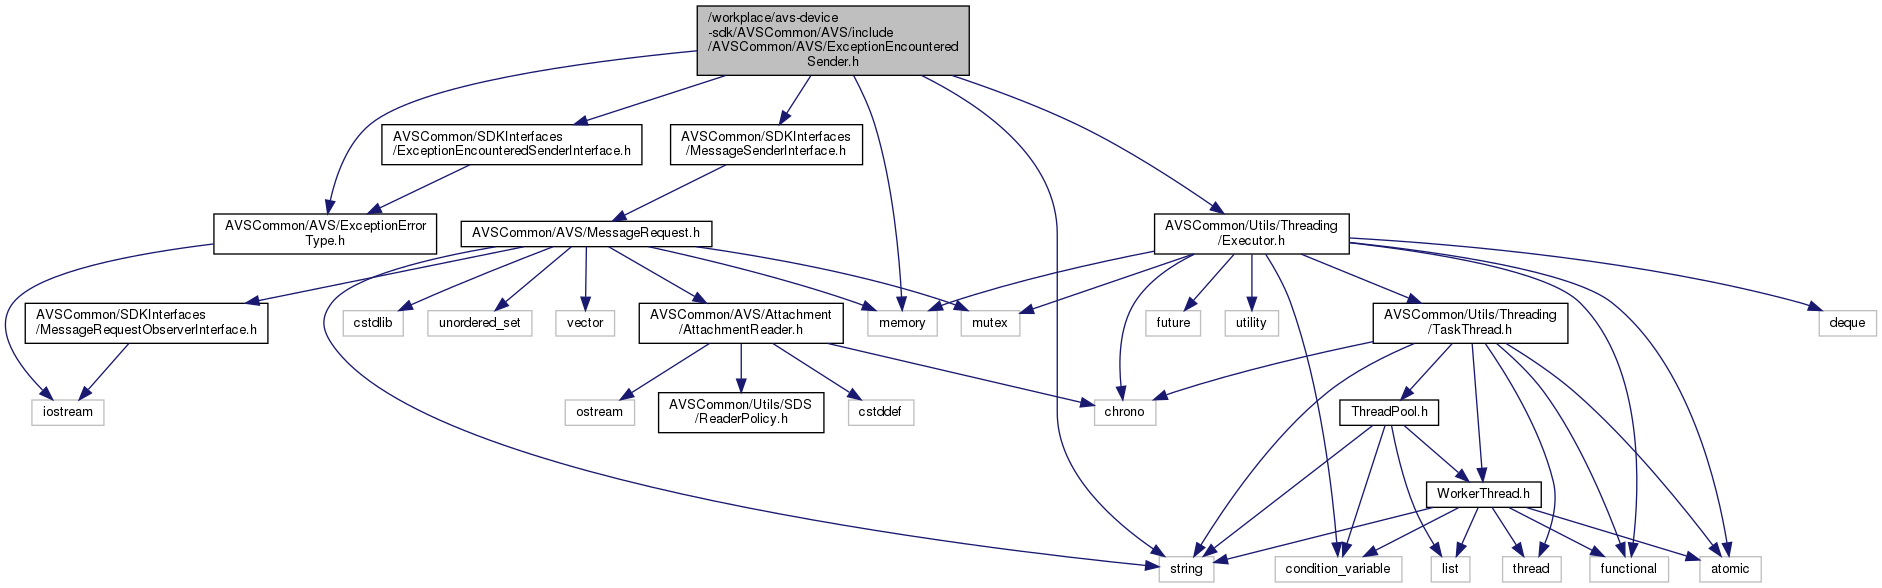 /workplace/avs-device
-sdk/AVSCommon/AVS/include
/AVSCommon/AVS/ExceptionEncountered
Sender.h
AVSCommon/SDKInterfaces
/ExceptionEncounteredSenderInterface.h
AVSCommon/SDKInterfaces
/MessageSenderInterface.h
AVSCommon/AVS/ExceptionError
Type.h
AVSCommon/AVS/MessageRequest.h
AVSCommon/Utils/Threading
/Executor.h
AVSCommon/SDKInterfaces
/MessageRequestObserverInterface.h
cstdlib
unordered_set
vector
AVSCommon/AVS/Attachment
/AttachmentReader.h
memory
mutex
future
utility
AVSCommon/Utils/Threading
/TaskThread.h
deque
iostream
ostream
AVSCommon/Utils/SDS
/ReaderPolicy.h
cstddef
chrono
ThreadPool.h
WorkerThread.h
string
condition_variable
list
thread
functional
atomic